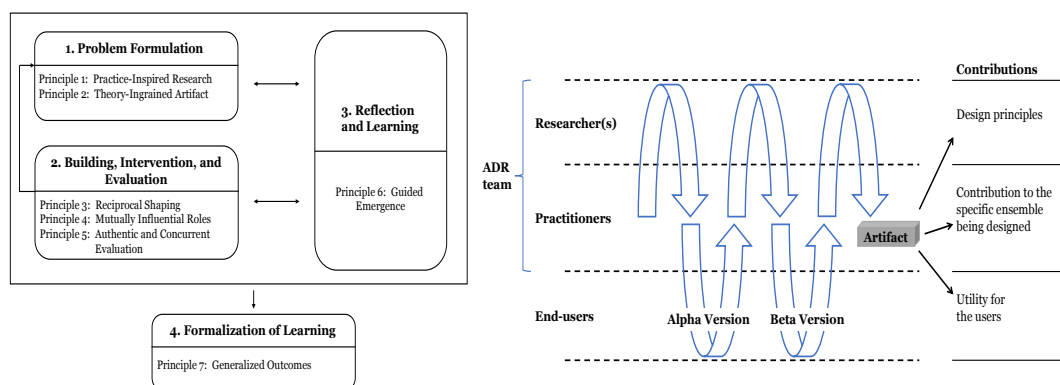 1. Problem Formulation
Principle 1: Practice-Inspired Research
Principle 2: Theory-Ingrained Artifact
2. Building, Intervention, and
Evaluation
Principle 3: Reciprocal Shaping
Principle 4: Mutually Influential Roles
Principle 5: Authentic and Concurrent
Evaluation
3. Reflection
and Learning
Principle 6: Guided
Emergence
4. Formalization of Learning
Principle 7: Generalized Outcomes
ADR
team
Researcher(s)
Practitioners
End-users
Alpha Version
Beta Version
Artifact
Contributions
Design principles
Contribution to the
specific ensemble
being designed
Utility for
the users